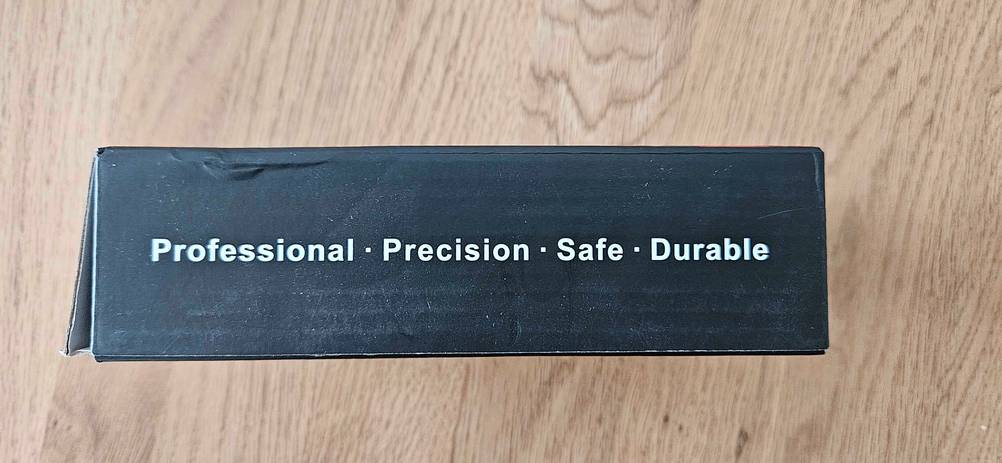 Professional · Precision · Safe · Durable